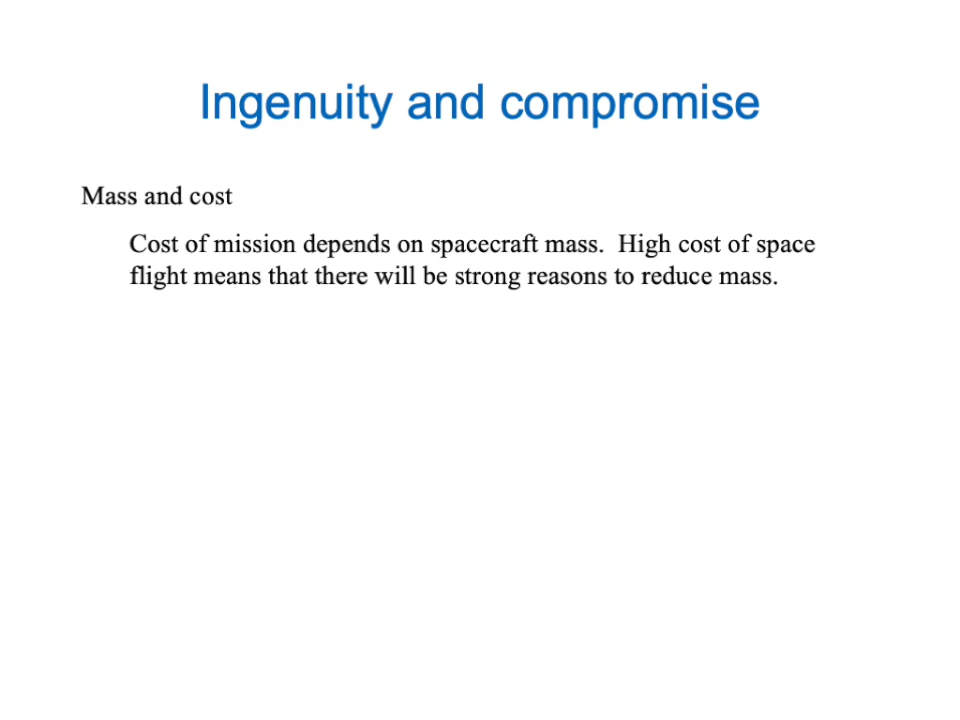 Ingenuity and compromise
Mass and cost
Cost of mission depends on spacecraft mass.  High cost of space
flight means that there will be strong reasons to reduce mass.